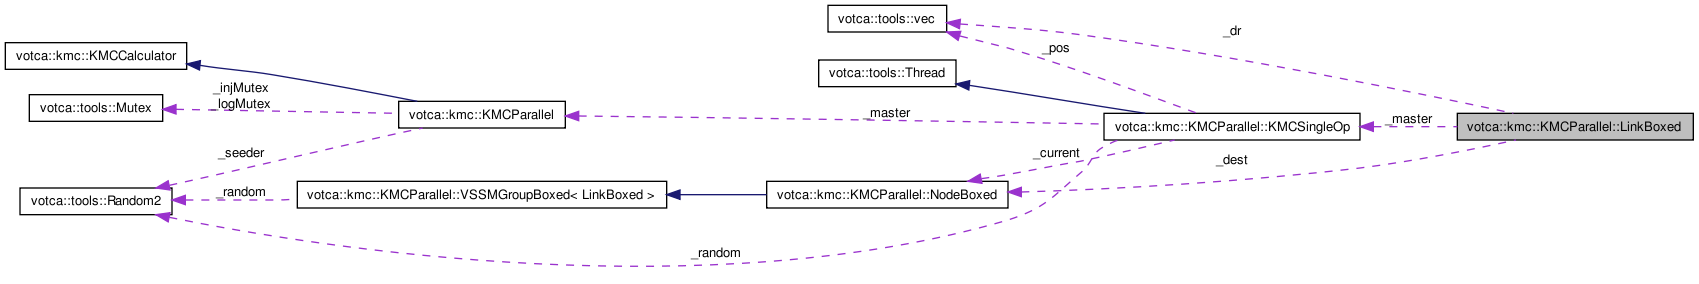 votca::tools::vec
_dr
_pos
votca::kmc::KMCCalculator
votca::tools::Thread
_injMutex
_logMutex
votca::tools::Mutex
votca::kmc::KMCParallel
_master
votca::kmc::KMCParallel::KMCSingleOp
_master
votca::kmc::KMCParallel::LinkBoxed
_seeder
_current
_dest
votca::tools::Random2
_random
votca::kmc::KMCParallel::VSSMGroupBoxed< LinkBoxed >
votca::kmc::KMCParallel::NodeBoxed
_random